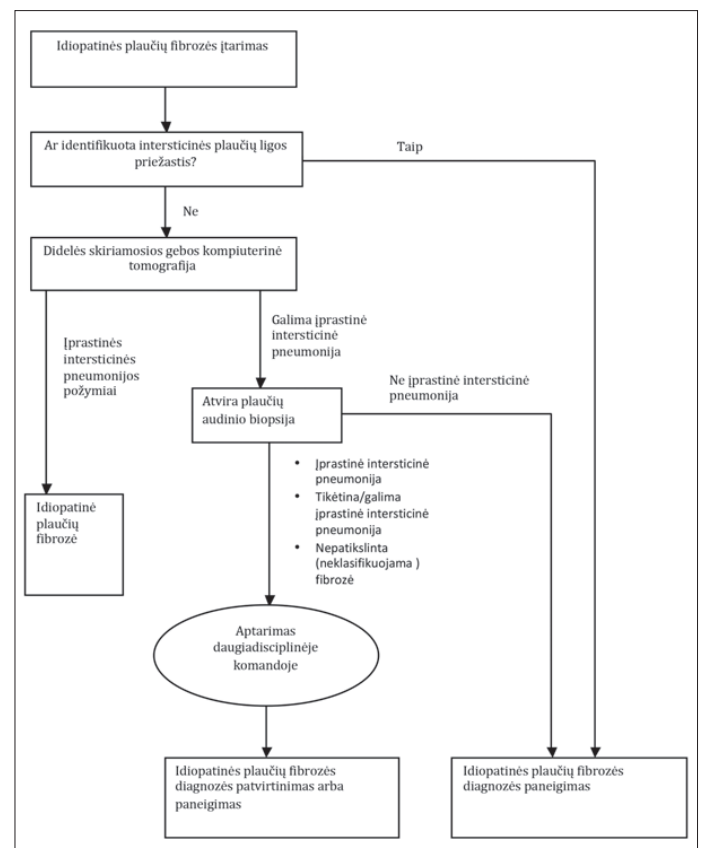 Idiopatinės plaučių fibrozės įtarimas
Ar identifikuota intersticinės plaučių ligos
priežastis?
Taip
Ne
Didelės skiriamosios gebos kompiuterinė
tomografija
Įprastinės
intersticinės
pneumonijos
požymiai
Galima įprastinė
intersticinė
pneumonija
Atvira plaučių
audinio biopsija
Ne įprastinė intersticinė
pneumonija
• Įprastinė intersticinė
pneumonija
• Tikėtina/galima
įprastinė intersticinė
pneumonija
• Nepatikslinta
(neklasifikuojama )
fibrozė
Idiopatinė
plaučių
fibrozė
Aptarimas
daugiadisciplinėje
komandoje
Idiopatinės plaučių fibrozės
diagnozės patvirtinimas arba
paneigimas
Idiopatinės plaučių fibrozės
diagnozės paneigimas